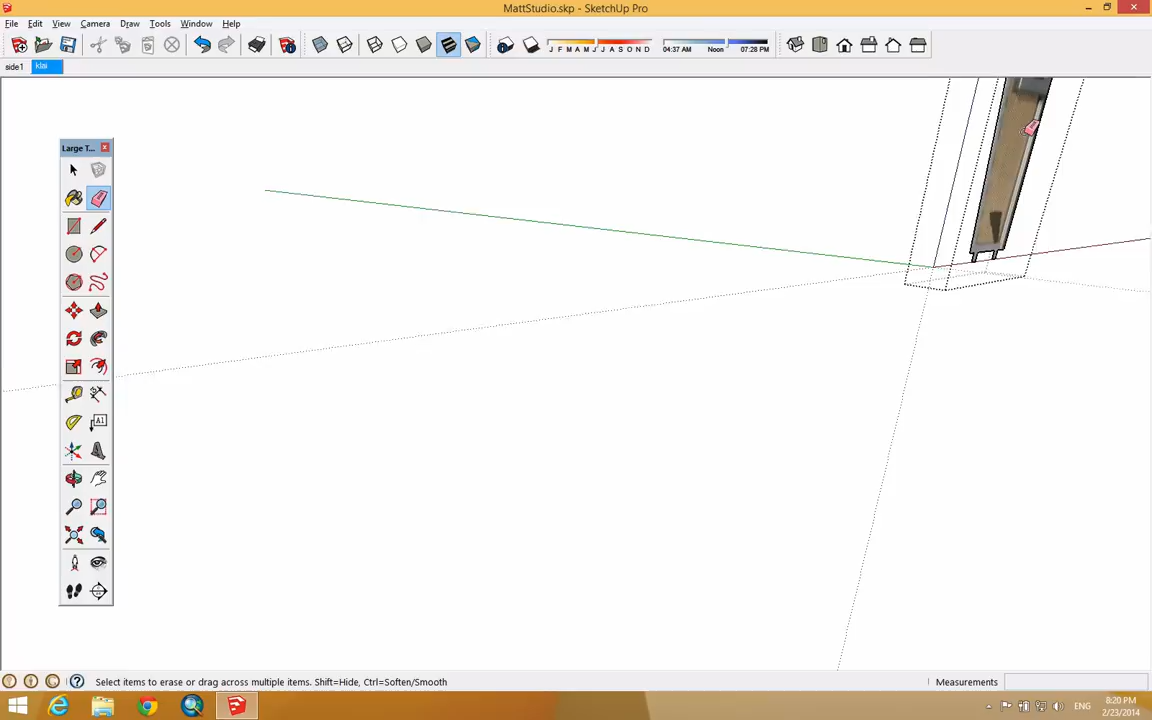 MattStudio.skp - SketchUp Pro
File Edit View Camera Draw Tools Window Help
J F M A M J J A S O N D
04:37 AM Noon 07:28 PM
side1 klai
Large T...
A1
Select items to erase or drag across multiple items. Shift=Hide, Ctrl=Soften/Smooth
Measurements
ENG
8:20 PM
2/23/2014